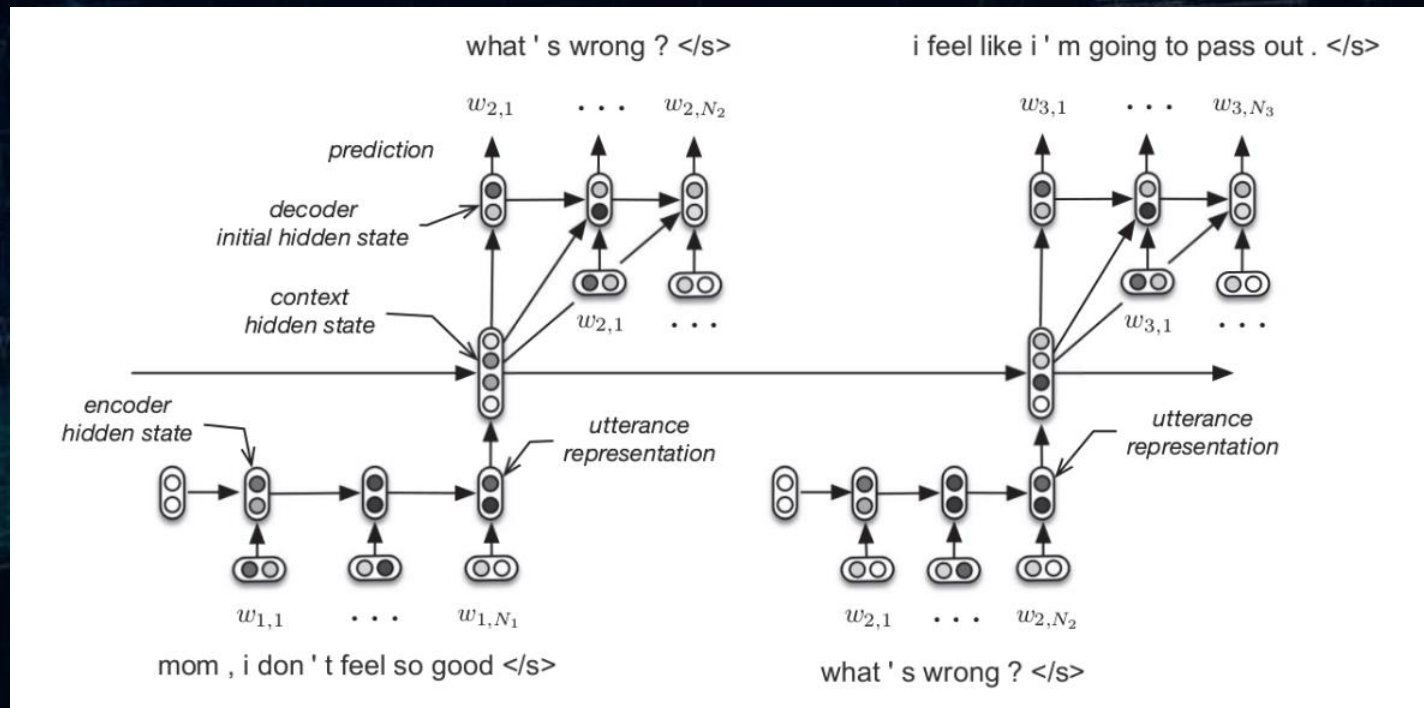 what ' s wrong ? </s>
i feel like i ' m going to pass out . </s>
w2,1 · · · w2,N2
w3,1 · · · w3,N3
prediction
decoder
initial hidden state
context
hidden state
w2,1 · · ·
w3,1 · · ·
encoder
hidden state
utterance
representation
utterance
representation
w1,1 · · · w1,N1
w2,1 · · · w2,N2
mom , i don ' t feel so good </s>
what ' s wrong ? </s>